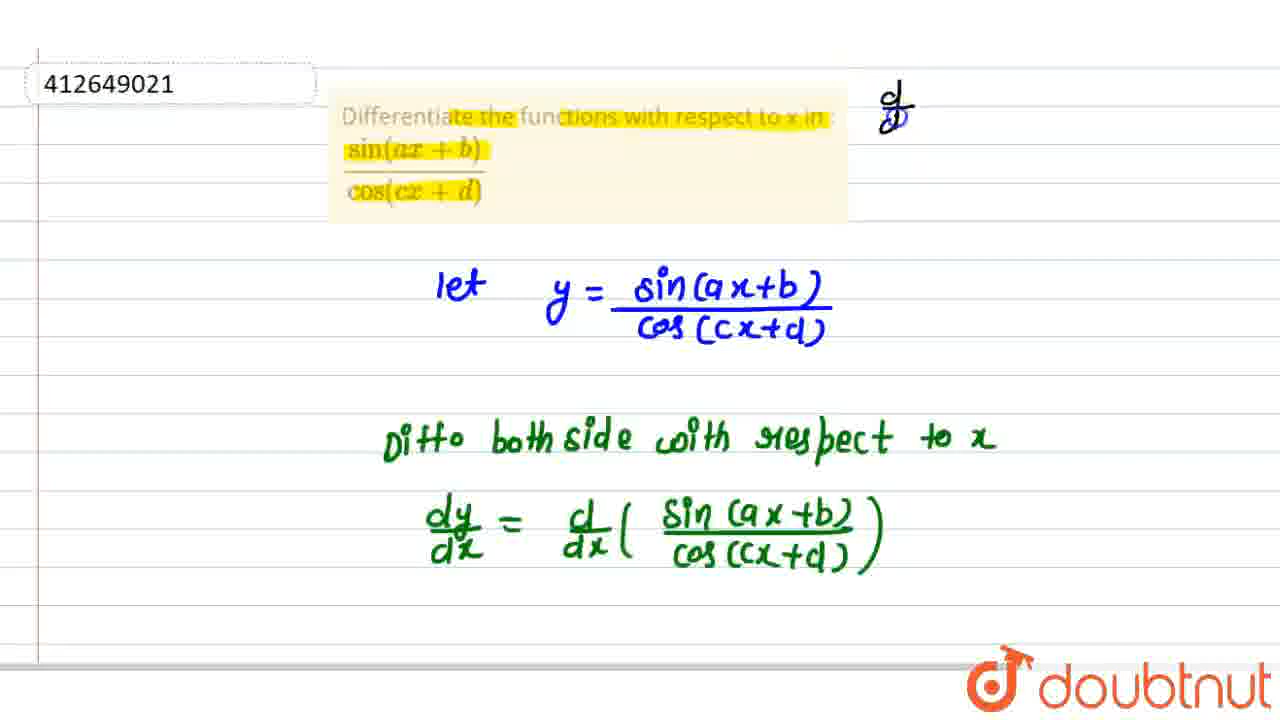 412649021
Differentiate the functions with respect to x in :
sin(ax + b)
cos(cx + d)
d
d
let y = sin(ax+b)
cos(cx+d)
Diffo both side with respect to x
dy/dx = d/dx ( sin(ax+b) / cos(cx+d) )
doubtnut